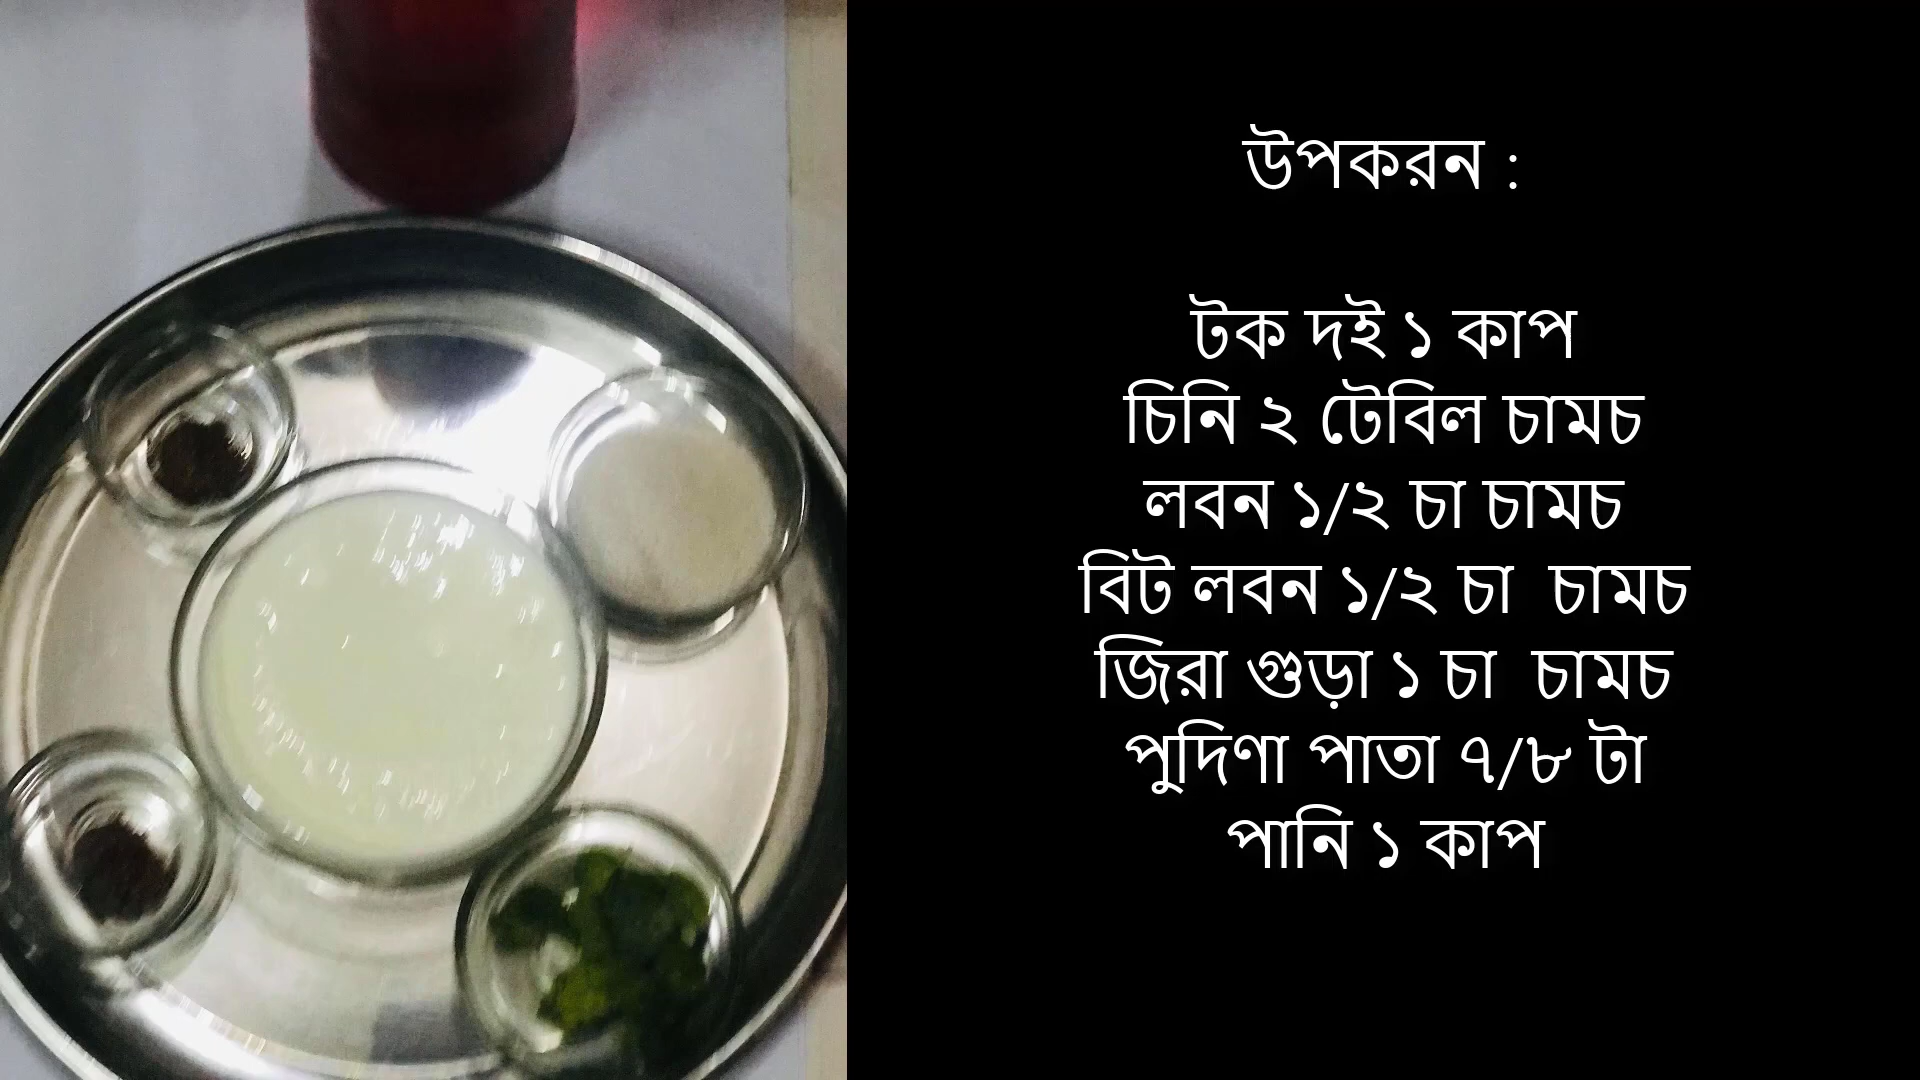 উপকরন :
টক দই ১ কাপ
চিনি ২ টেবিল চামচ
লবন ১/২ চা চামচ
বিট লবন ১/২ চা চামচ
জিরা গুড়া ১ চা চামচ
পুদিণা পাতা ৭/৮ টা
পানি ১ কাপ